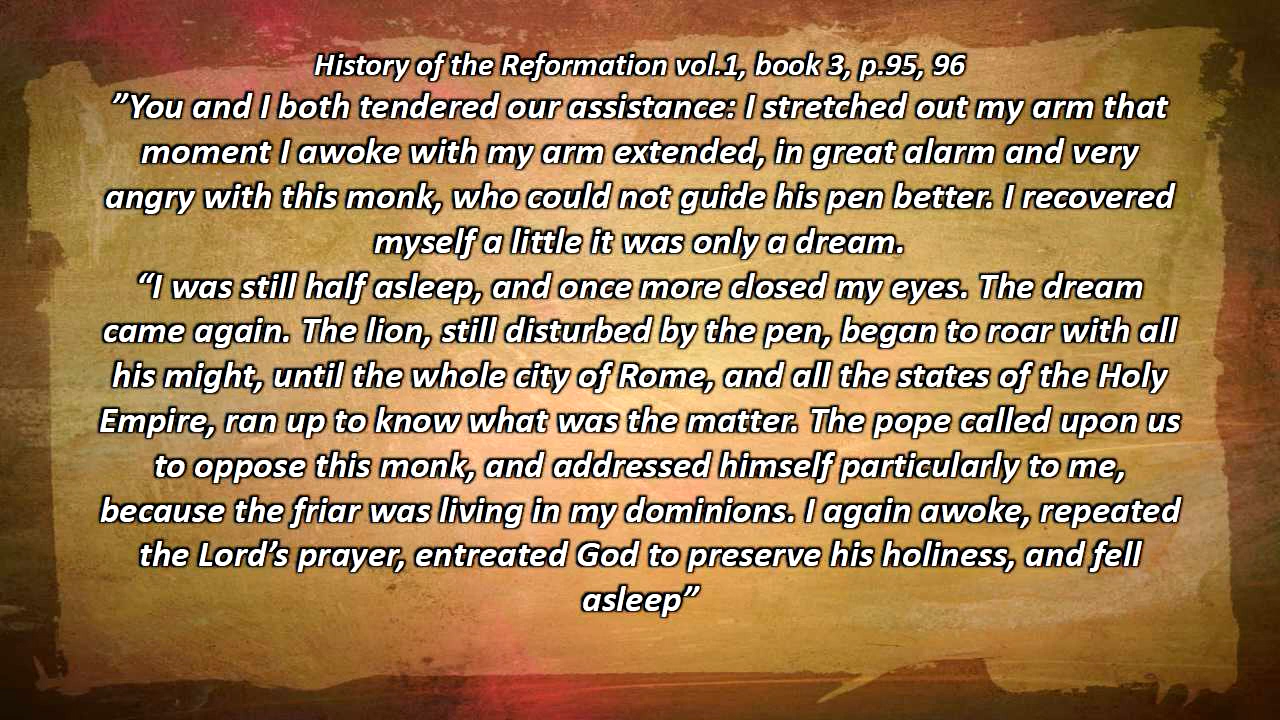 History of the Reformation vol.1, book 3, p.95, 96
”You and I both tendered our assistance: I stretched out my arm that
moment I awoke with my arm extended, in great alarm and very
angry with this monk, who could not guide his pen better. I recovered
myself a little it was only a dream.
“I was still half asleep, and once more closed my eyes. The dream
came again. The lion, still disturbed by the pen, began to roar with all
his might, until the whole city of Rome, and all the states of the Holy
Empire, ran up to know what was the matter. The pope called upon us
to oppose this monk, and addressed himself particularly to me,
because the friar was living in my dominions. I again awoke, repeated
the Lord’s prayer, entreated God to preserve his holiness, and fell
asleep”